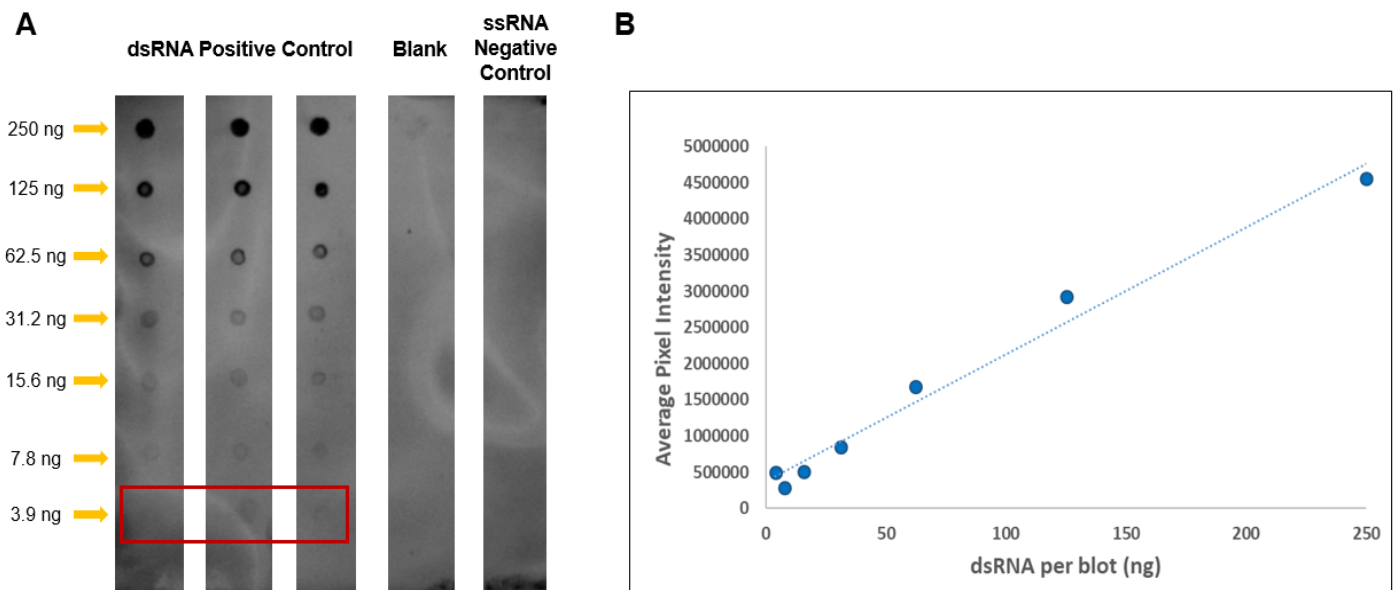 A
dsRNA Positive Control
Blank
ssRNA
Negative
Control
250 ng
125 ng
62.5 ng
31.2 ng
15.6 ng
7.8 ng
3.9 ng
B
Average Pixel Intensity
5000000
4500000
4000000
3500000
3000000
2500000
2000000
1500000
1000000
500000
0
0 50 100 150 200 250
dsRNA per blot (ng)